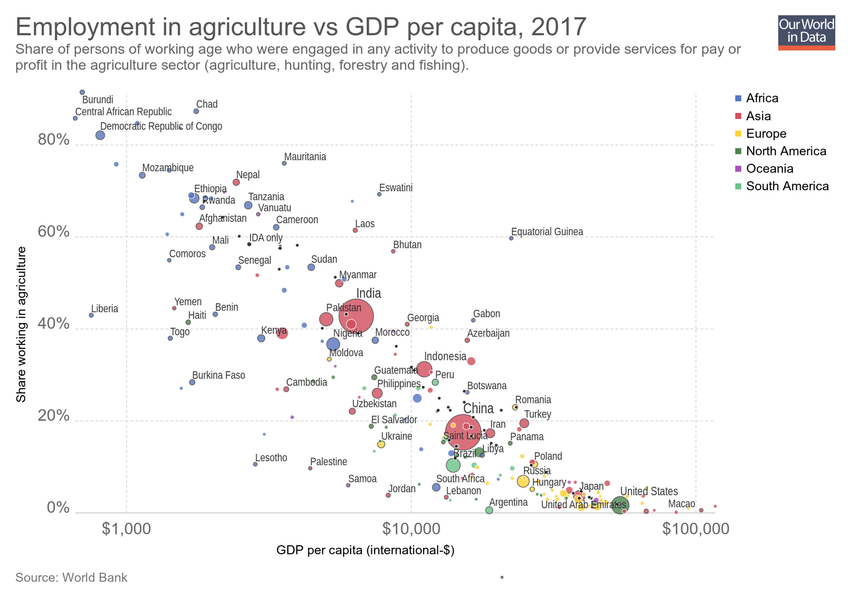 Employment in agriculture vs GDP per capita, 2017
Our World
in Data
Share of persons of working age who were engaged in any activity to produce goods or provide services for pay or
profit in the agriculture sector (agriculture, hunting, forestry and fishing).
Africa
Asia
Europe
North America
Oceania
South America
Share working in agriculture
80%
60%
40%
20%
0%
Burundi
Chad
Central African Republic
Democratic Republic of Congo
Mauritania
Mozambique
Nepal
Ethiopia
Eswatini
Rwanda
Tanzania
Vanuatu
Afghanistan
Cameroon
Laos
Equatorial Guinea
Mali
IDA only
Bhutan
Comoros
Senegal
Sudan
Myanmar
India
Yemen
Benin
Liberia
Haiti
Pakistan
Georgia
Gabon
Togo
Kenya
Nigeria
Morocco
Azerbaijan
Moldova
Indonesia
Burkina Faso
Cambodia
Guatemala
Peru
Philippines
Botswana
Uzbekistan
China
Romania
El Salvador
Turkey
Iran
Ukraine
Saint Lucia
Panama
Libya
Brazil
Lesotho
Palestine
Poland
Samoa
South Africa
Russia
Hungary
Jordan
Lebanon
Japan
United States
Argentina
United Arab Emirates
Macao
$1,000
$10,000
$100,000
GDP per capita (international-$)
Source: World Bank